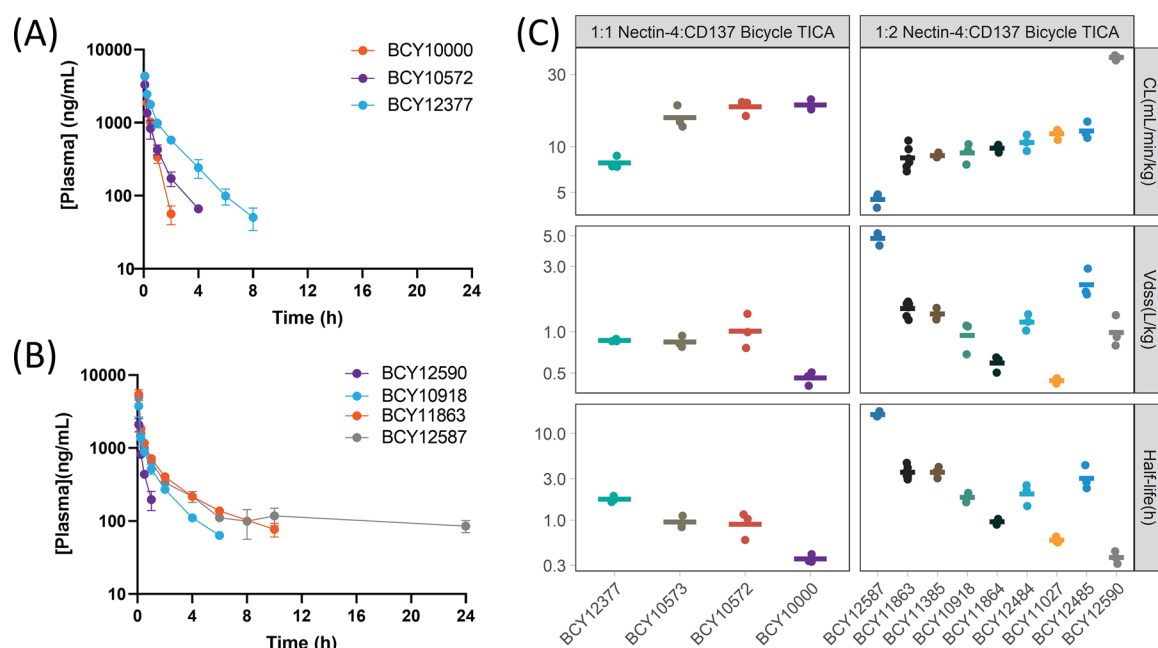 (A)
10000
1000
100
10
[Plasma] (ng/mL)
0 4 8 12 16 20 24
Time (h)
BCY10000
BCY10572
BCY12377
(B)
10000
1000
100
10
[Plasma](ng/mL)
0 4 8 12 16 20 24
Time (h)
BCY12590
BCY10918
BCY11863
BCY12587
(C)
1:1 Nectin-4:CD137 Bicycle TICA
1:2 Nectin-4:CD137 Bicycle TICA
30
10
5
CL(mL/min/kg)
5.0
3.0
1.0
0.5
Vdss(L/kg)
10.0
3.0
1.0
0.3
Half-life(h)
BCY12377
BCY10573
BCY10572
BCY10000
BCY12587
BCY11863
BCY11385
BCY10918
BCY11864
BCY12484
BCY11027
BCY12485
BCY12590